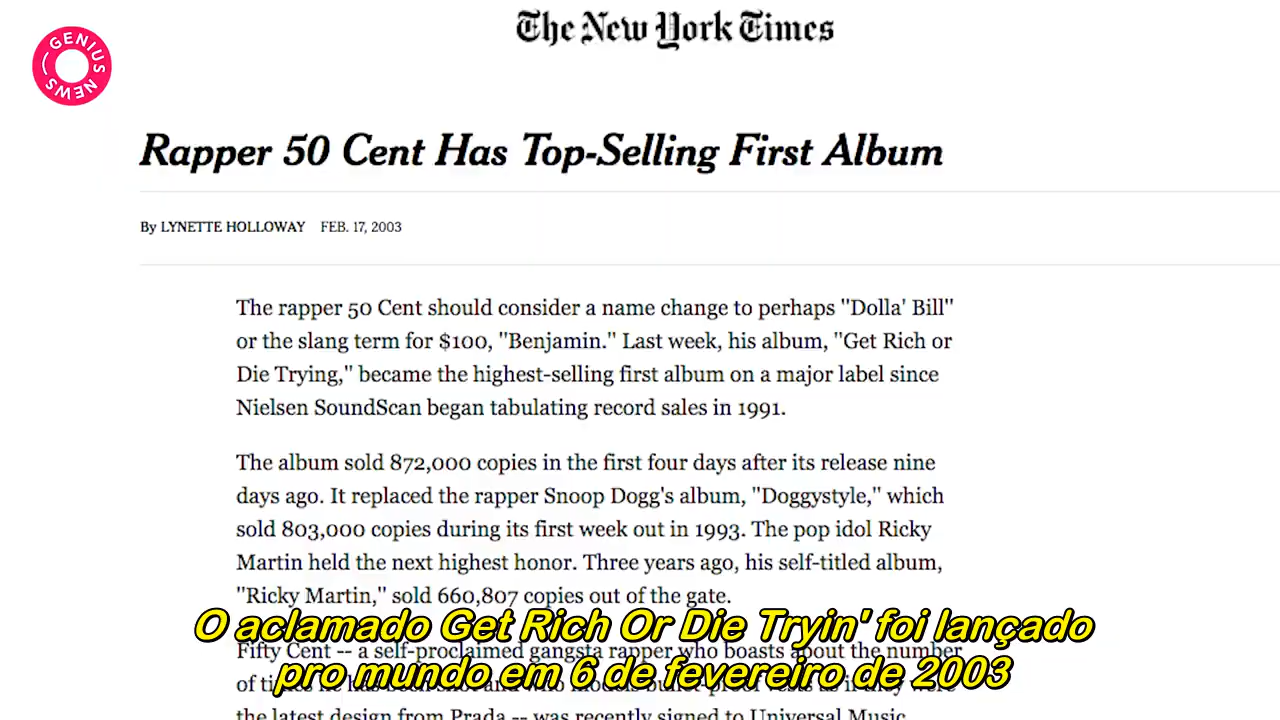 GENIUS NEWS
The New York Times
Rapper 50 Cent Has Top-Selling First Album
By LYNETTE HOLLOWAY FEB. 17, 2003
The rapper 50 Cent should consider a name change to perhaps "Dolla' Bill"
or the slang term for $100, "Benjamin." Last week, his album, "Get Rich or
Die Trying," became the highest-selling first album on a major label since
Nielsen SoundScan began tabulating record sales in 1991.
The album sold 872,000 copies in the first four days after its release nine
days ago. It replaced the rapper Snoop Dogg's album, "Doggystyle," which
sold 803,000 copies during its first week out in 1993. The pop idol Ricky
Martin held the next highest honor. Three years ago, his self-titled album,
"Ricky Martin," sold 660,807 copies out of the gate.
O aclamado Get Rich Or Die Tryin' foi lançado
Fifty Cent -- a self-proclaimed gangsta rapper who boasts about the number
pro mundo em 6 de fevereiro de 2003
of
the latest design from Prada -- was recently signed to Universal Music